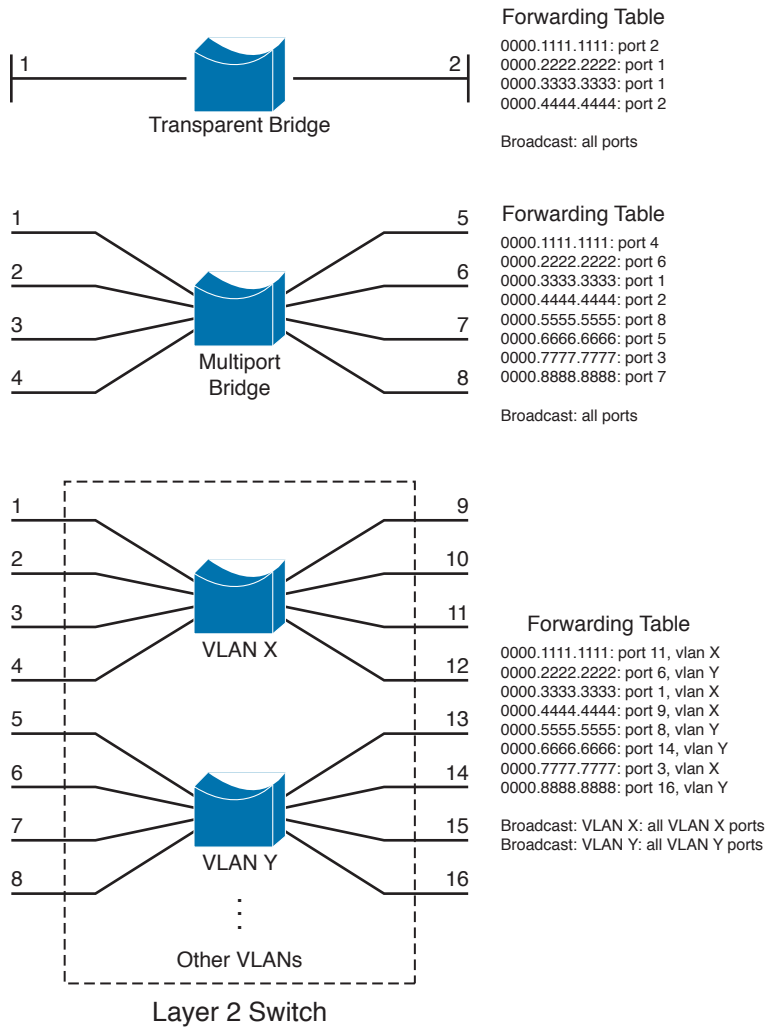 Forwarding Table
0000.1111.1111: port 2
0000.2222.2222: port 1
0000.3333.3333: port 1
0000.4444.4444: port 2
Broadcast: all ports
1
2
Transparent Bridge
Forwarding Table
0000.1111.1111: port 4
0000.2222.2222: port 6
0000.3333.3333: port 1
0000.4444.4444: port 2
0000.5555.5555: port 8
0000.6666.6666: port 5
0000.7777.7777: port 3
0000.8888.8888: port 7
Broadcast: all ports
1
2
3
4
5
6
7
8
Multiport
Bridge
1
2
3
4
9
10
11
12
VLAN X
5
6
7
8
13
14
15
16
VLAN Y
Other VLANs
Layer 2 Switch
Forwarding Table
0000.1111.1111: port 11, vlan X
0000.2222.2222: port 6, vlan Y
0000.3333.3333: port 1, vlan X
0000.4444.4444: port 9, vlan X
0000.5555.5555: port 8, vlan Y
0000.6666.6666: port 14, vlan Y
0000.7777.7777: port 3, vlan X
0000.8888.8888: port 16, vlan Y
Broadcast: VLAN X: all VLAN X ports
Broadcast: VLAN Y: all VLAN Y ports